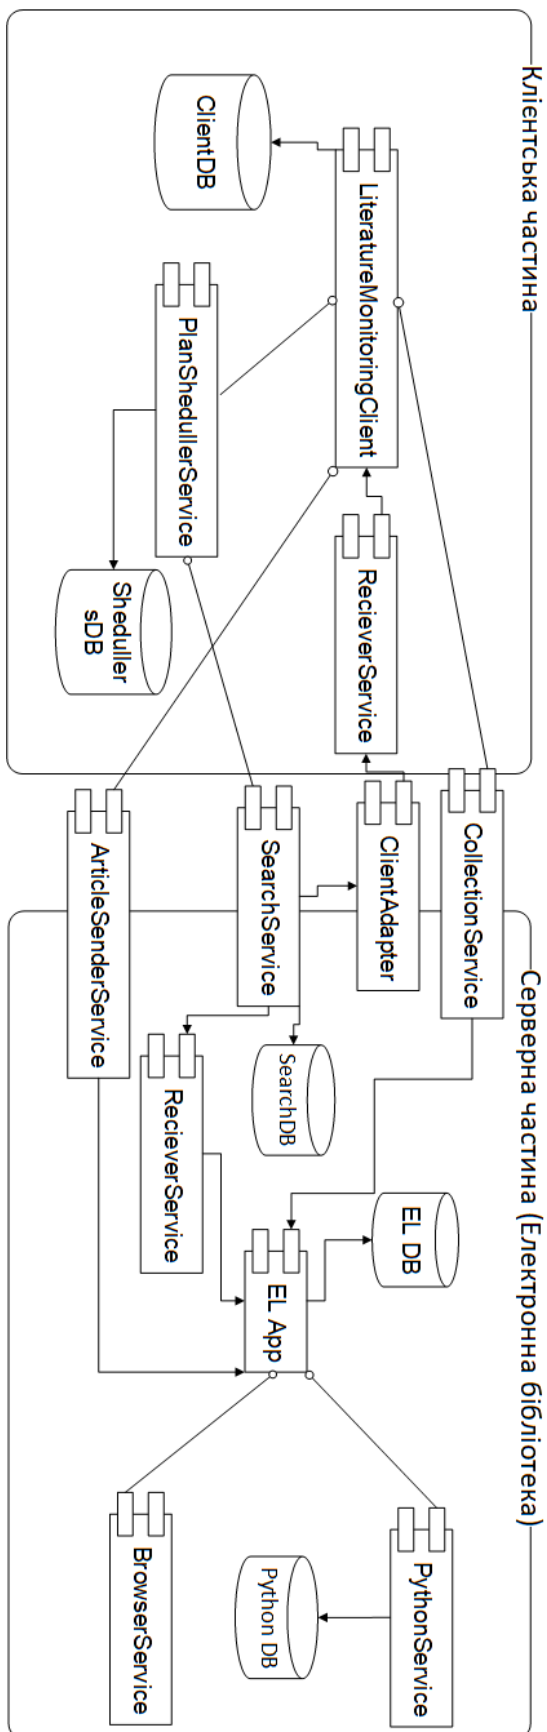 Клієнтська частина
ClientDB
LiteratureMonitoringClient
PlanShedullerService
Sheduller
sDB
RecieverService
CollectionService
ClientAdapter
SearchService
ArticleSenderService
Серверна частина (Електронна бібліотека)
SearchDB
RecieverService
EL DB
EL App
PythonService
Python DB
BrowserService